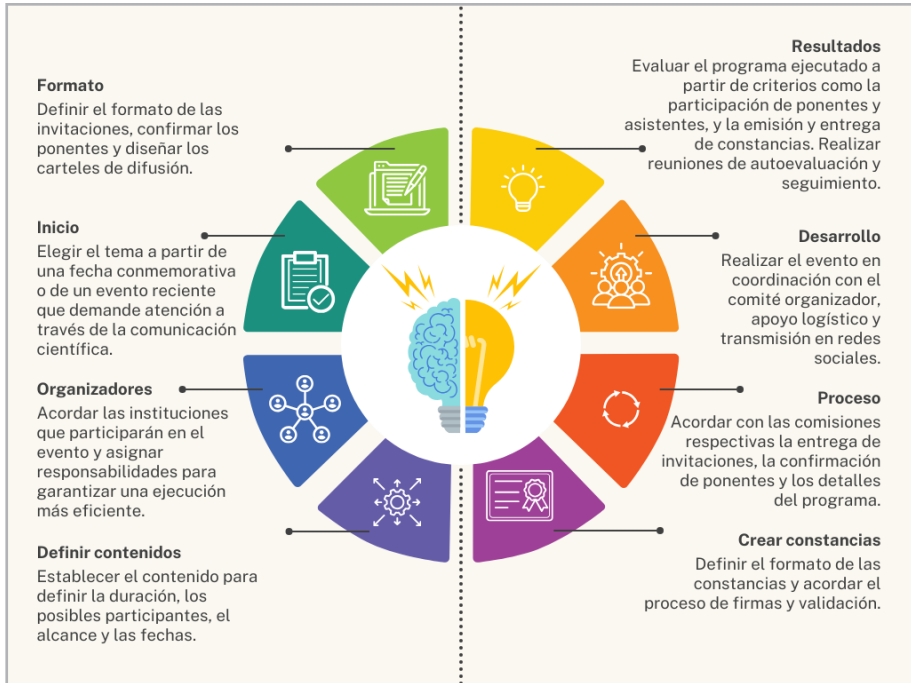 Formato
Definir el formato de las
invitaciones, confirmar los
ponentes y diseñar los
carteles de difusión.
Inicio
Elegir el tema a partir de
una fecha conmemorativa
o de un evento reciente
que demande atención a
través de la comunicación
científica.
Organizadores
Acordar las instituciones
que participarán en el
evento y asignar
responsabilidades para
garantizar una ejecución
más eficiente.
Definir contenidos
Establecer el contenido para
definir la duración, los
posibles participantes, el
alcance y las fechas.
Resultados
Evaluar el programa ejecutado a
partir de criterios como la
participación de ponentes y
asistentes, y la emisión y entrega
de constancias. Realizar
reuniones de autoevaluación y
seguimiento.
Desarrollo
Realizar el evento en
coordinación con el
comité organizador,
apoyo logístico y
transmisión en redes
sociales.
Proceso
Acordar con las comisiones
respectivas la entrega de
invitaciones, la confirmación
de ponentes y los detalles
del programa.
Crear constancias
Definir el formato de las
constancias y acordar el
proceso de firmas y validación.